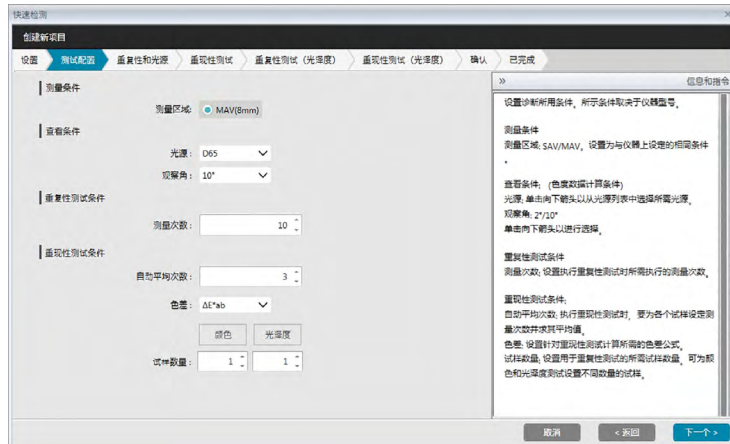 快速检测
创建新项目
设置 测试配置 重复性和光源 重现性测试 重复性测试（光泽度） 重现性测试（光泽度） 确认 已完成
测量条件
测量区域: MAV(8mm)
查看条件
光源: D65
观察角: 10°
重复性测试条件
测量次数: 10
重现性测试条件
自动平均次数: 3
色差: ΔE*ab
颜色 光泽度
试样数量: 1 1
» 信息和指令
设置诊断所用条件。所示条件取决于仪器型号。
测量条件
测量区域: SAV/MAV。设置为与仪器上设定的相同条件
。
查看条件: (色度数据计算条件)
光源: 单击向下箭头以从光源列表中选择所需光源。
观察角: 2°/10°
单击向下箭头以进行选择。
重复性测试条件
测量次数: 设置执行重复性测试时所需执行的测量次数。
重现性测试条件:
自动平均次数: 执行重现性测试时，要为各个试样设定测
量次数并求其平均值。
色差: 设置针对重现性测试计算所需的色差公式。
试样数量: 设置用于重复性测试的所需试样数量。可为颜
色和光泽度测试设置不同数量的试样。
取消 < 返回 下一个 >